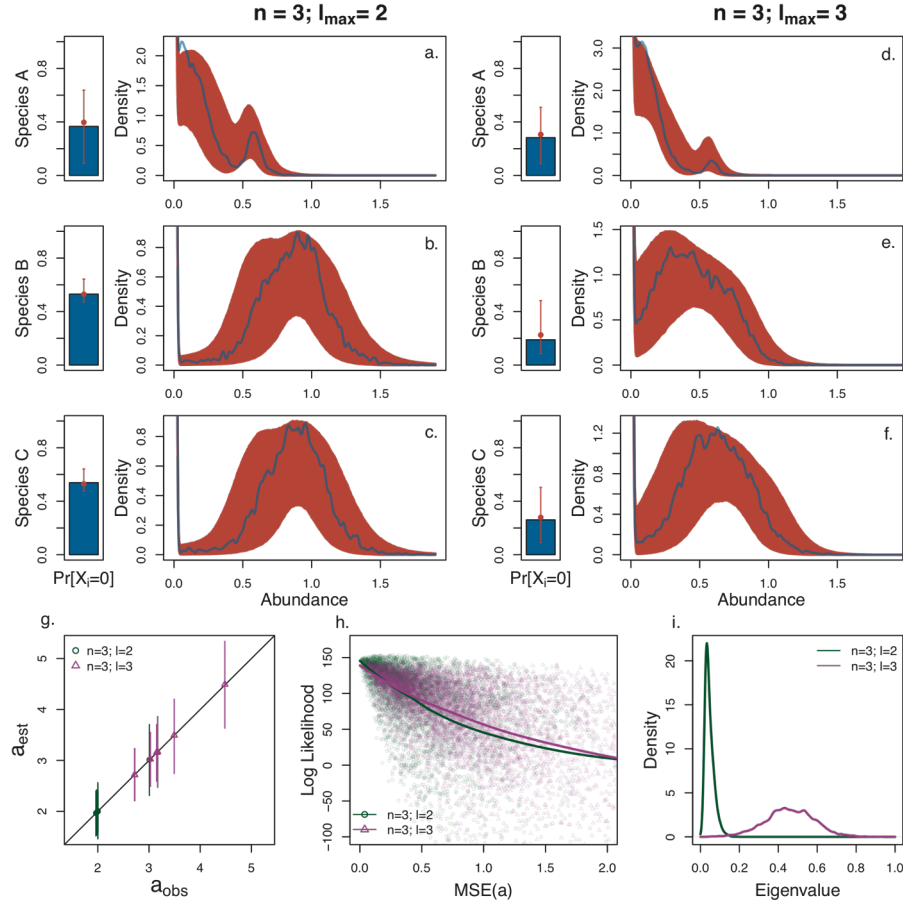 n = 3; lmax= 2
n = 3; lmax= 3
Species A
0.0 0.4 0.8
Density
0.0 0.5 1.0 1.5 2.0
a.
0.0 0.5 1.0 1.5
Species A
0.0 0.4 0.8
Density
0.0 1.0 2.0 3.0
d.
0.0 0.5 1.0 1.5
Species B
0.0 0.4 0.8
Density
0.0 0.2 0.4 0.6 0.8
b.
0.0 0.5 1.0 1.5
Species B
0.0 0.4 0.8
Density
0.0 0.5 1.0 1.5
e.
0.0 0.5 1.0 1.5
Species C
0.0 0.4 0.8
Pr[Xi=0]
Density
0.0 0.2 0.4 0.6 0.8
c.
0.0 0.5 1.0 1.5
Abundance
Species C
0.0 0.4 0.8
Pr[Xi=0]
Density
0.0 0.4 0.8 1.2
f.
0.0 0.5 1.0 1.5
Abundance
g.
n=3; l=2
n=3; l=3
aest
2 3 4 5
2 3 4 5
aobs
h.
Log Likelihood
-100 -50 0 50 100 150
n=3; l=2
n=3; l=3
0.0 0.5 1.0 1.5 2.0
MSE(a)
i.
n=3; l=2
n=3; l=3
Density
0 5 10 15 20
0.0 0.2 0.4 0.6 0.8 1.0
Eigenvalue